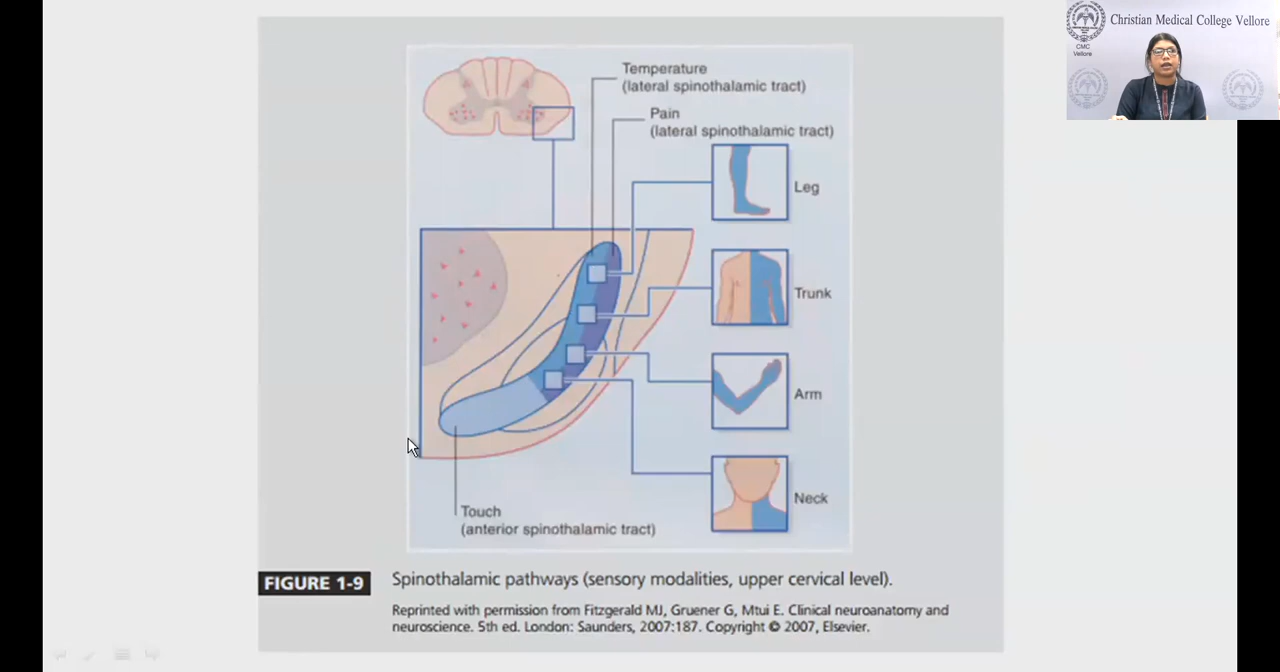 Christian Medical College Vellore
CMC
Vellore
Temperature
(lateral spinothalamic tract)
Pain
(lateral spinothalamic tract)
Leg
Trunk
Arm
Neck
Touch
(anterior spinothalamic tract)
FIGURE 1-9
Spinothalamic pathways (sensory modalities, upper cervical level).
Reprinted with permission from Fitzgerald MJ, Gruener G, Mtui E. Clinical neuroanatomy and
neuroscience. 5th ed. London: Saunders, 2007:187. Copyright © 2007, Elsevier.